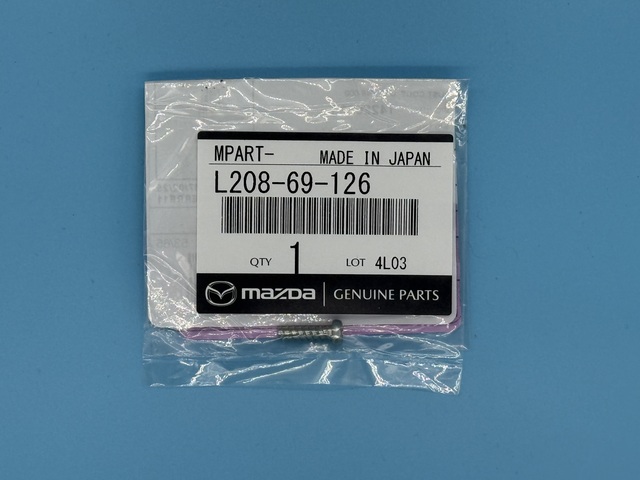 MPART- MADE IN JAPAN
L208-69-126
QTY 1 LOT 4L03
mazda GENUINE PARTS